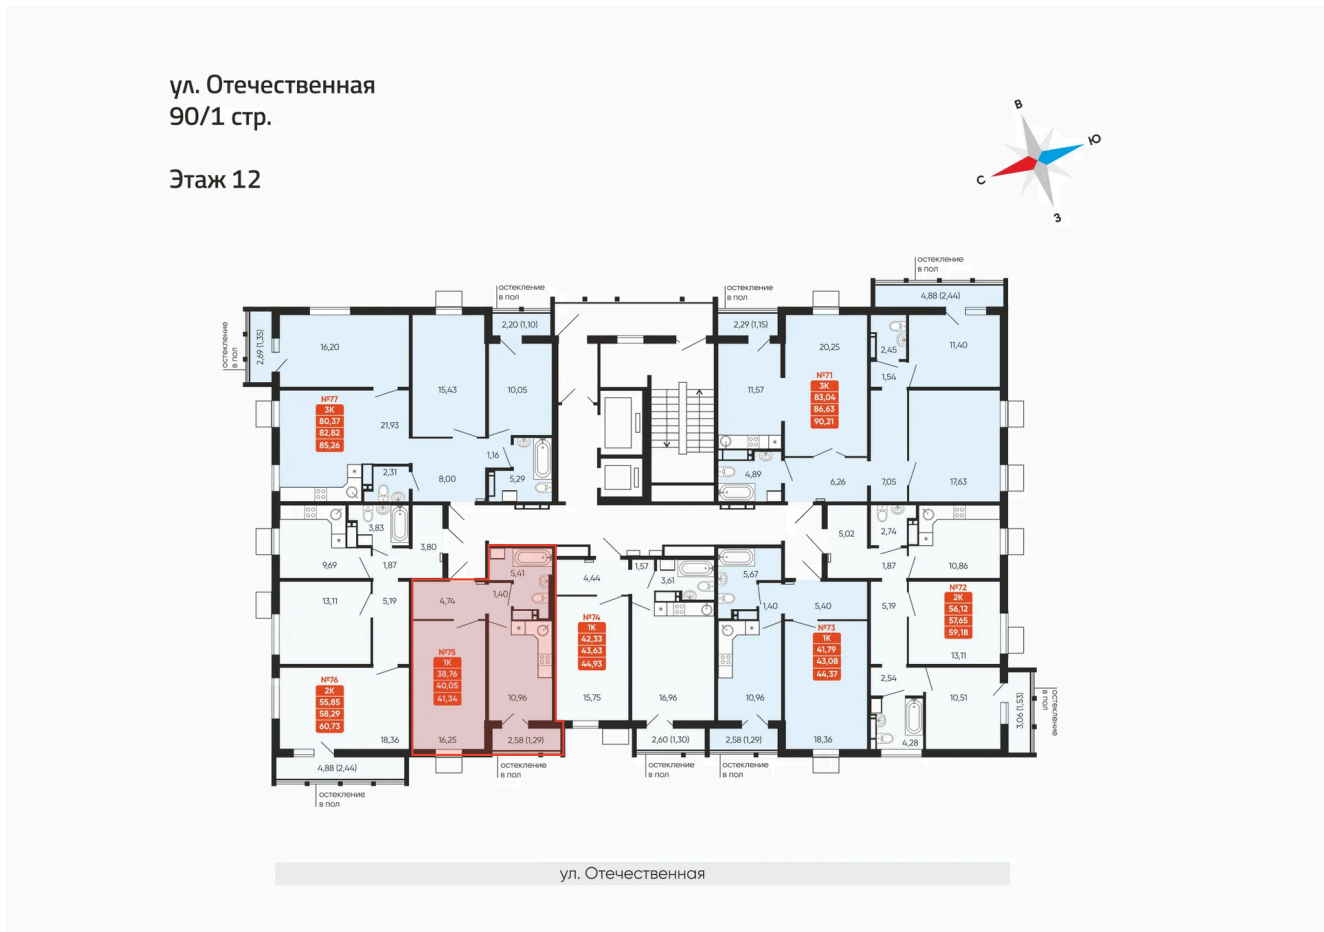 ул. Отечественная
90/1 стр.
Этаж 12
В
Ю
С
З
остекление
в пол
4,88 (2,44)
остекление
в пол
2,20 (1,10)
остекление
в пол
2,29 (1,15)
остекление
в пол
2,69 (1,35)
16,20
15,43
10,05
№77
3К
80,37
82,82
85,26
21,93
2,31
8,00
1,16
5,29
11,57
20,25
№71
3К
83,04
86,63
90,21
2,45
1,54
11,40
4,89
6,26
7,05
17,63
9,69
3,83
1,87
3,80
13,11
5,19
№76
2К
55,85
58,29
60,73
18,36
4,88 (2,44)
остекление
в пол
5,41
1,40
4,74
№75
1К
38,76
40,05
41,34
16,25
10,96
2,58 (1,29)
остекление
в пол
4,44
1,57
3,61
№74
1К
42,33
43,63
44,93
15,75
16,96
2,60 (1,30)
остекление
в пол
5,67
1,40
5,40
№73
1К
41,79
43,08
44,37
10,96
18,36
2,58 (1,29)
остекление
в пол
5,02
2,74
1,87
10,86
5,19
№72
2К
56,12
57,65
59,18
13,11
2,54
10,51
4,28
3,06 (1,53)
остекление
в пол
ул. Отечественная